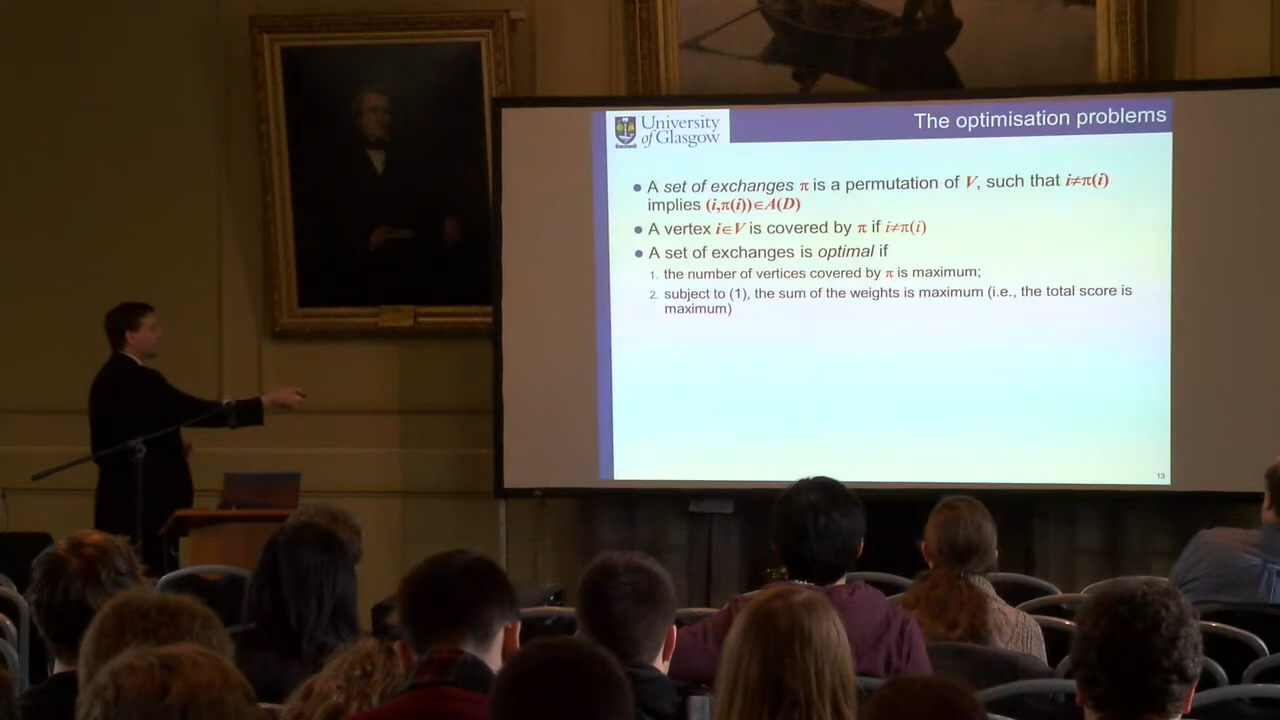 University
of Glasgow
The optimisation problems
● A set of exchanges π is a permutation of V, such that i≠π(i)
implies (i,π(i))∈A(D)
● A vertex i∈V is covered by π if i≠π(i)
● A set of exchanges is optimal if
1. the number of vertices covered by π is maximum;
2. subject to (1), the sum of the weights is maximum (i.e., the total score is
maximum)
13